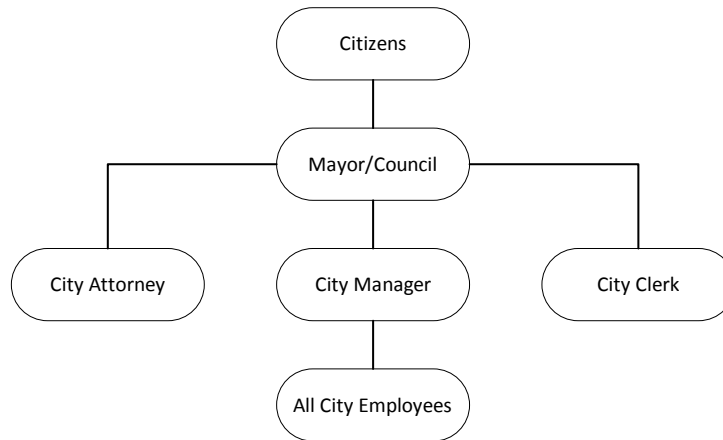 Citizens
Mayor/Council
City Attorney
City Manager
City Clerk
All City Employees